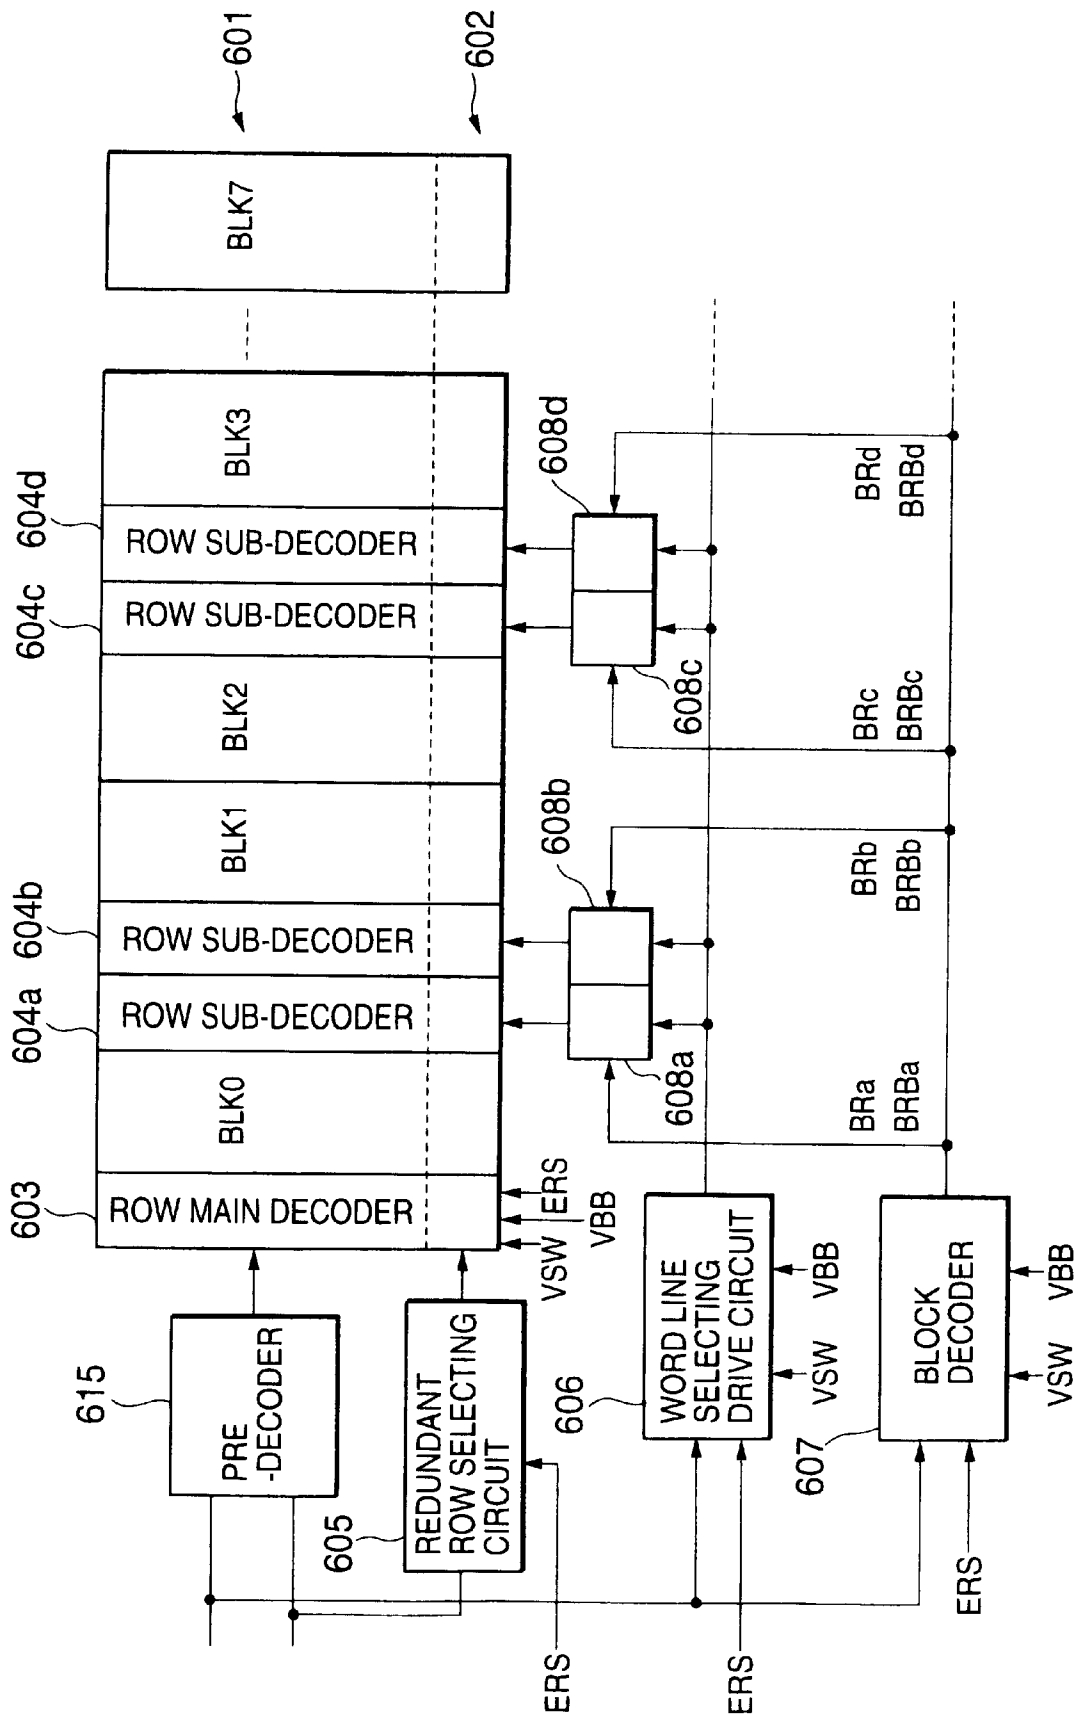 601
602
603
604a
604b
604c
604d
ROW MAIN DECODER
BLK0
ROW SUB-DECODER
ROW SUB-DECODER
BLK1
BLK2
ROW SUB-DECODER
ROW SUB-DECODER
BLK3
BLK7
615
PRE
-DECODER
605
REDUNDANT
ROW SELECTING
CIRCUIT
ERS
VSW
VBB
ERS
608a
608b
608c
608d
606
WORD LINE
SELECTING
DRIVE CIRCUIT
ERS
VSW
VBB
BRa
BRBa
BRb
BRBb
BRc
BRBc
BRd
BRBd
607
BLOCK
DECODER
ERS
VSW
VBB